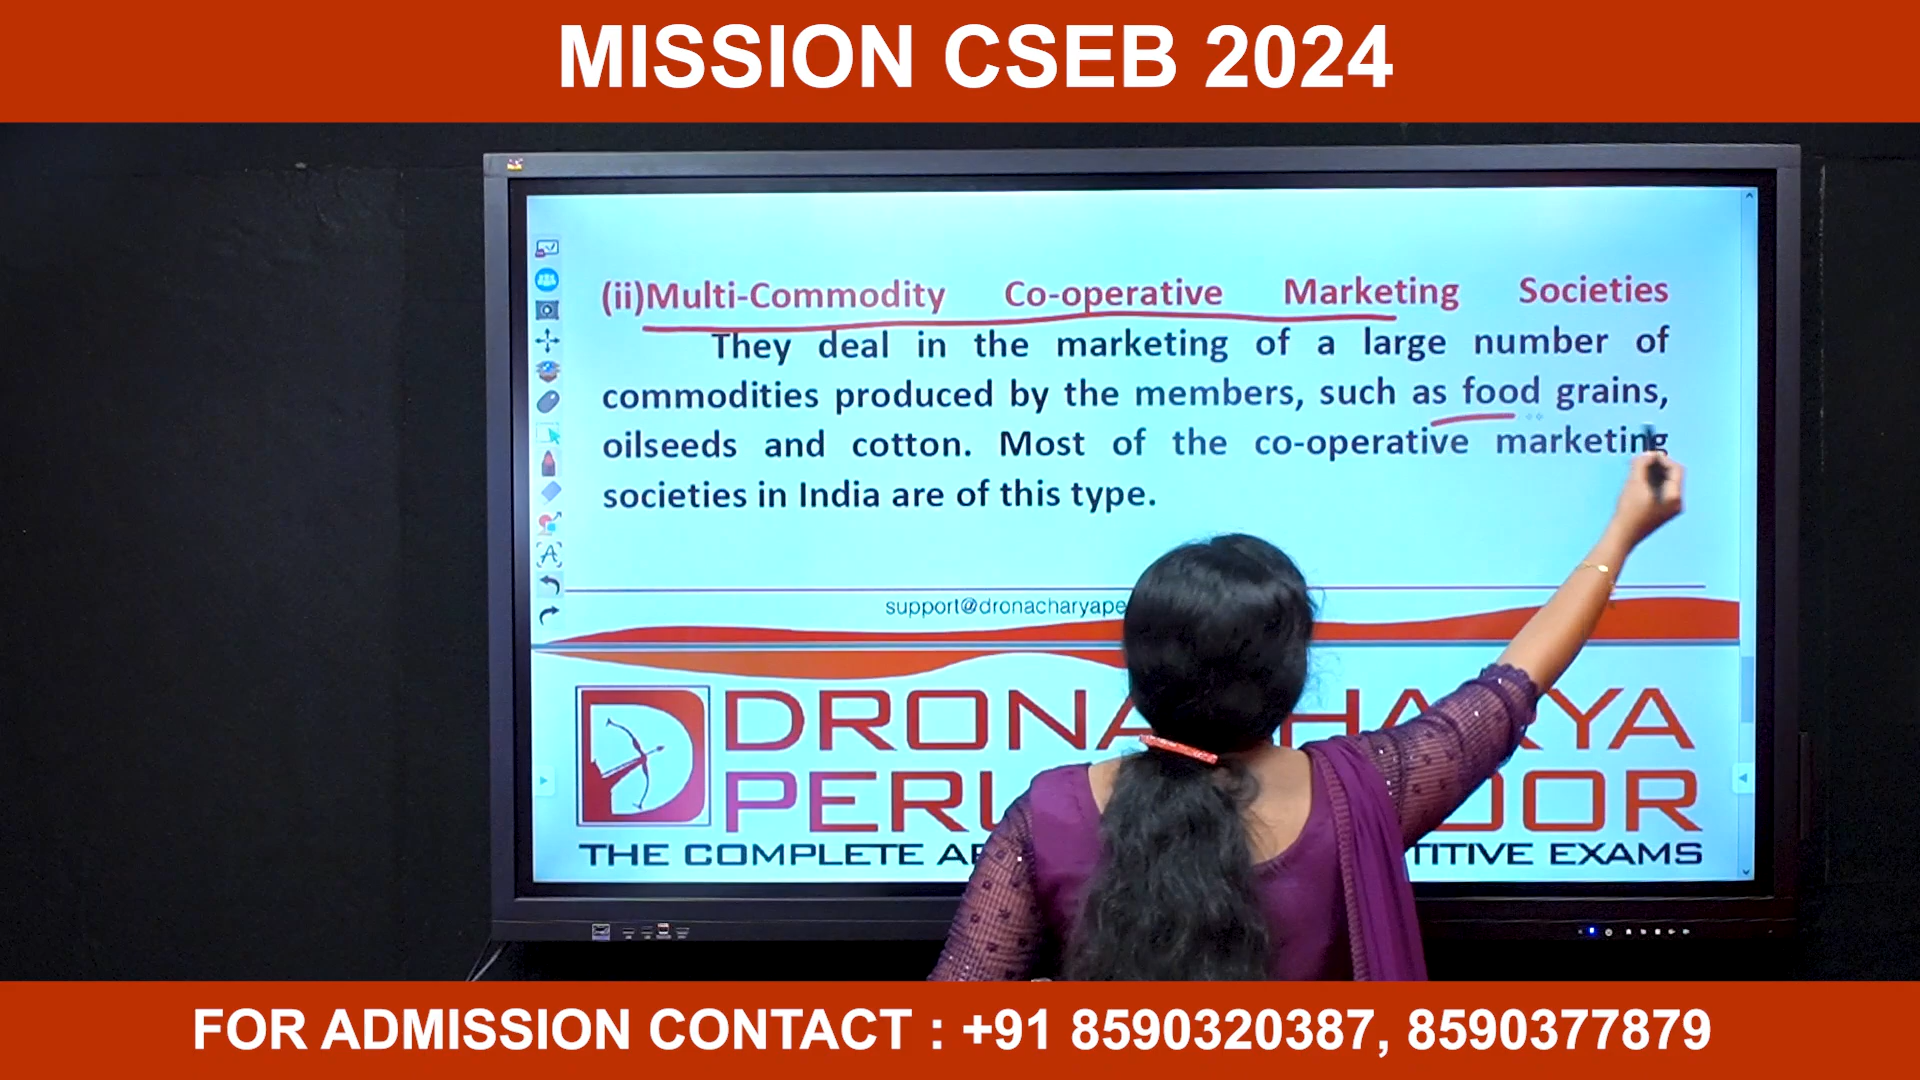 MISSION CSEB 2024
(ii)Multi-Commodity Co-operative Marketing Societies
They deal in the marketing of a large number of
commodities produced by the members, such as food grains,
oilseeds and cotton. Most of the co-operative marketing
societies in India are of this type.
support@dronacharyape
DRONA HARYA
PERU OOR
THE COMPLETE TITIVE EXAMS
FOR ADMISSION CONTACT : +91 8590320387, 8590377879